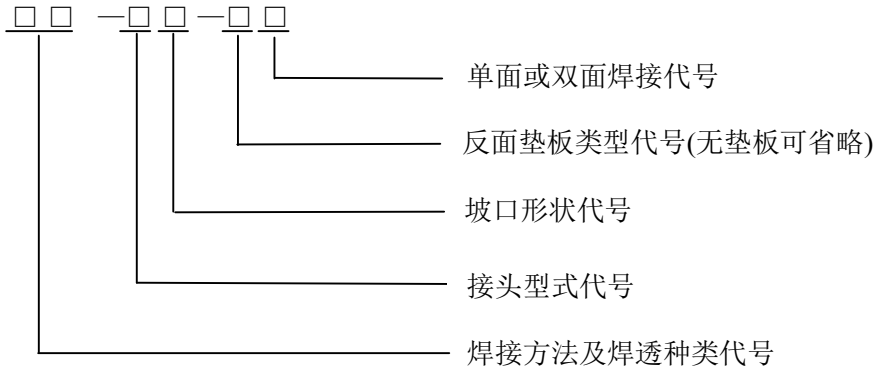 □□—□□—□□
单面或双面焊接代号
反面垫板类型代号(无垫板可省略)
坡口形状代号
接头型式代号
焊接方法及焊透种类代号